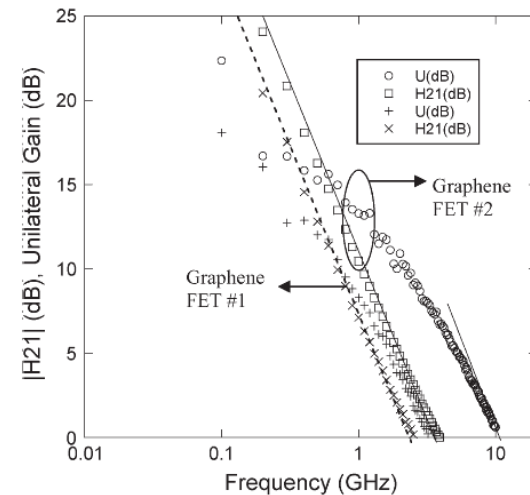 25
20
15
10
5
0
|H21| (dB), Unilateral Gain (dB)
U(dB)
H21(dB)
U(dB)
H21(dB)
Graphene
FET #2
Graphene
FET #1
0.01 0.1 1 10
Frequency (GHz)